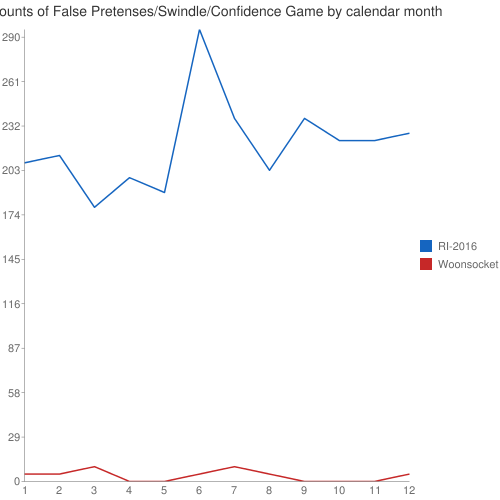 ounts of False Pretenses/Swindle/Confidence Game by calendar month
290
261
232
203
174
145
116
87
58
29
0
1 2 3 4 5 6 7 8 9 10 11 12
RI-2016
Woonsocket